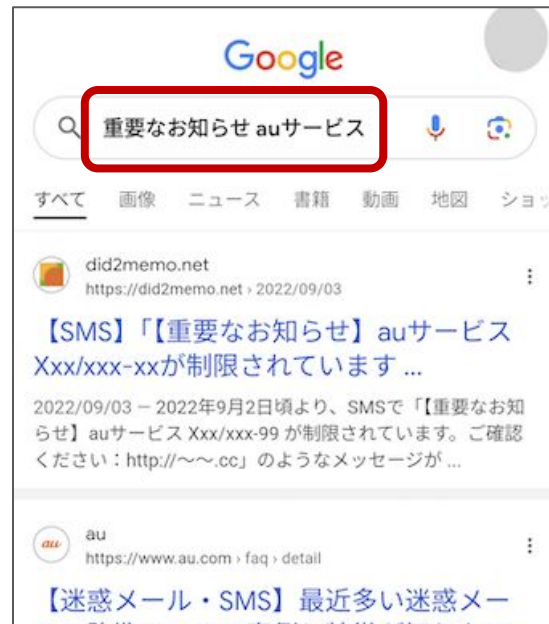 Google
重要なお知らせ auサービス
すべて 画像 ニュース 書籍 動画 地図 ショッ
did2memo.net
https://did2memo.net › 2022/09/03
【SMS】「【重要なお知らせ】auサービス
Xxx/xxx-xxが制限されています ...
2022/09/03 – 2022年9月2日頃より、SMSで「【重要なお知
らせ】auサービス Xxx/xxx-99 が制限されています。ご確認
ください：http://～～.cc」のようなメッセージが ...
au
au
https://www.au.com › faq › detail
【迷惑メール・SMS】最近多い迷惑メー